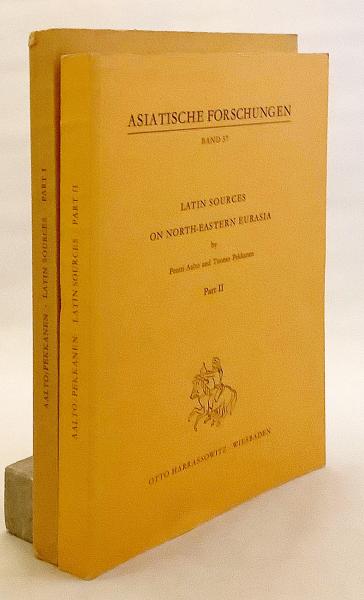 AALTO/PEKKANEN · LATIN SOURCES · PART I
AALTO/PEKKANEN LATIN SOURCES PART II
ASIATISCHE FORSCHUNGEN
BAND 57
LATIN SOURCES
ON NORTH-EASTERN EURASIA
by
Pentti Aalto and Tuomo Pekkanen
Part II
OTTO HARRASSOWITZ · WIESBADEN